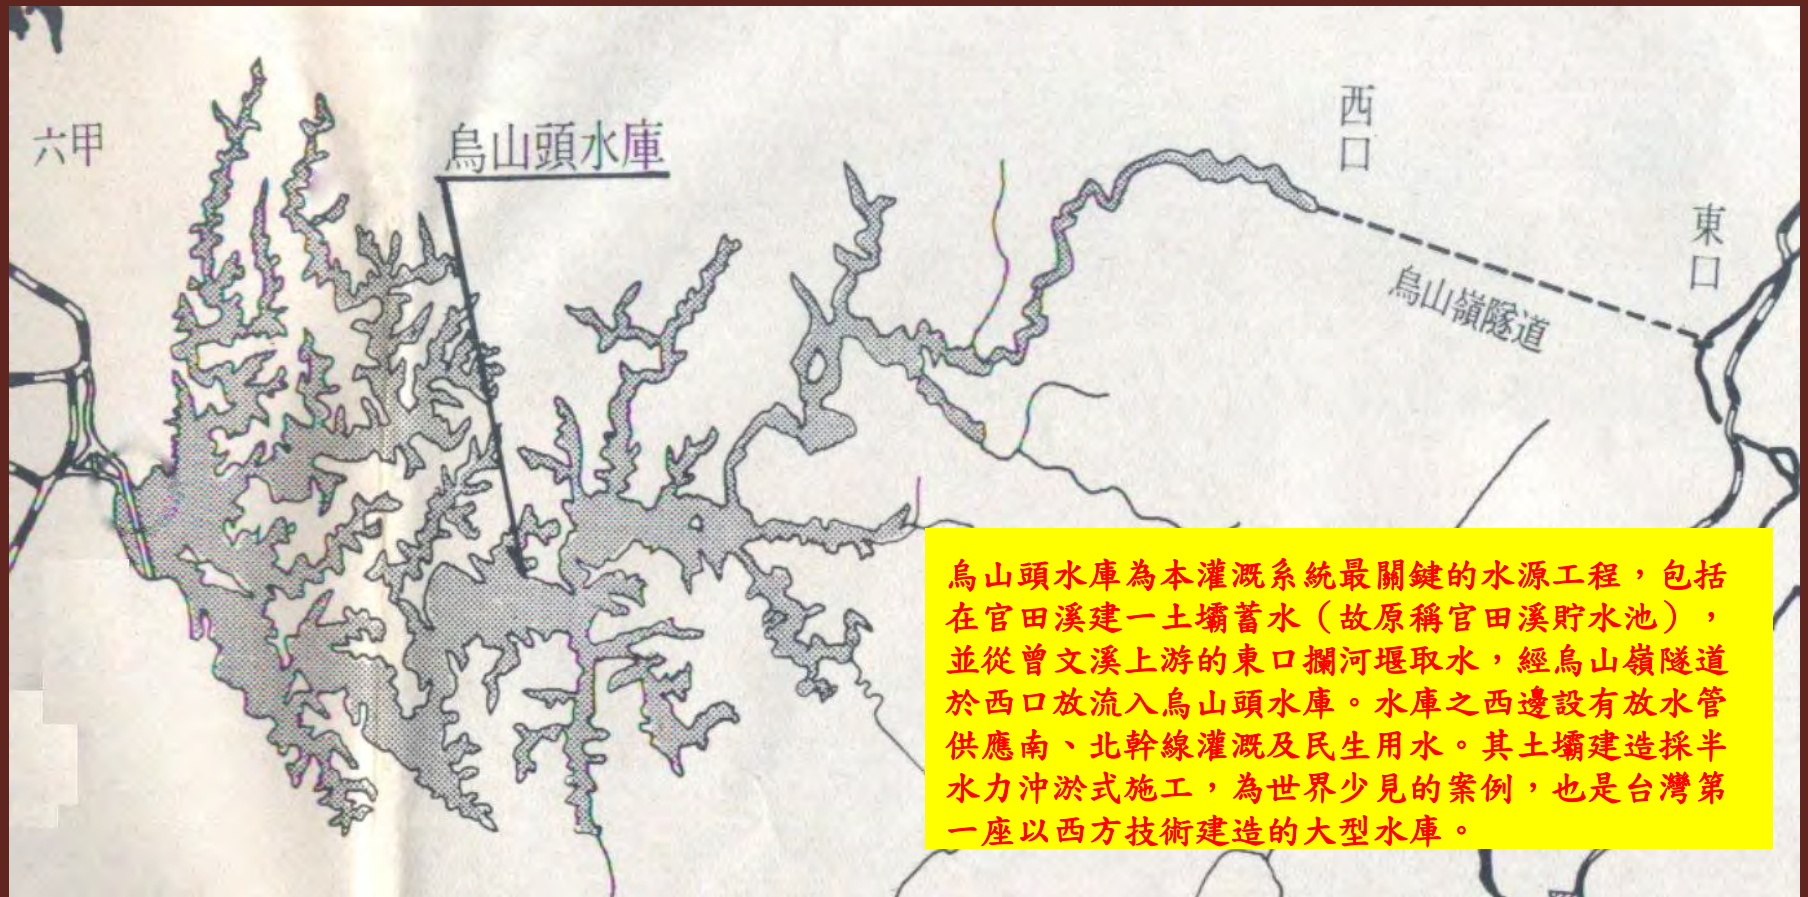 六甲
烏山頭水庫
西口
東口
烏山嶺隧道
烏山頭水庫為本灌溉系統最關鍵的水源工程，包括
在官田溪建一土壩蓄水（故原稱官田溪貯水池），
並從曾文溪上游的東口攔河堰取水，經烏山嶺隧道
於西口放流入烏山頭水庫。水庫之西邊設有放水管
供應南、北幹線灌溉及民生用水。其土壩建造採半
水力沖淤式施工，為世界少見的案例，也是台灣第
一座以西方技術建造的大型水庫。